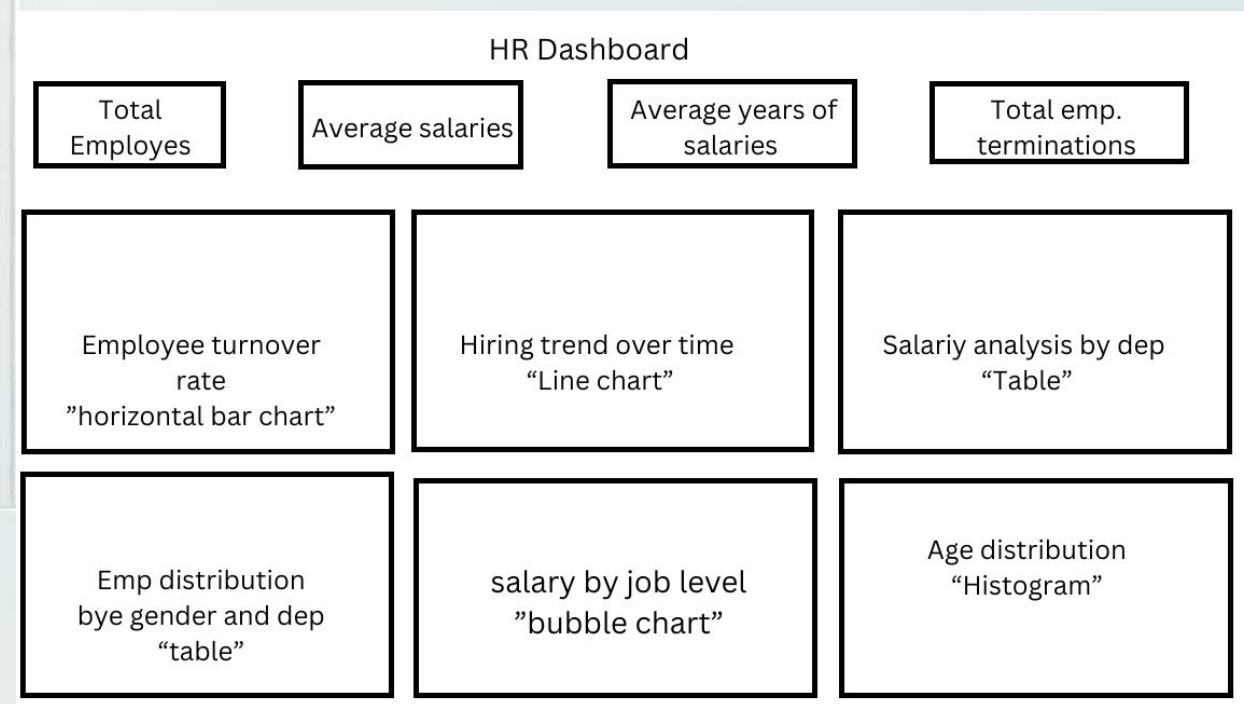 HR Dashboard
Total
Employes
Average salaries
Average years of
salaries
Total emp.
terminations
Employee turnover
rate
”horizontal bar chart”
Hiring trend over time
“Line chart”
Salariy analysis by dep
“Table”
Emp distribution
bye gender and dep
“table”
salary by job level
”bubble chart”
Age distribution
“Histogram”